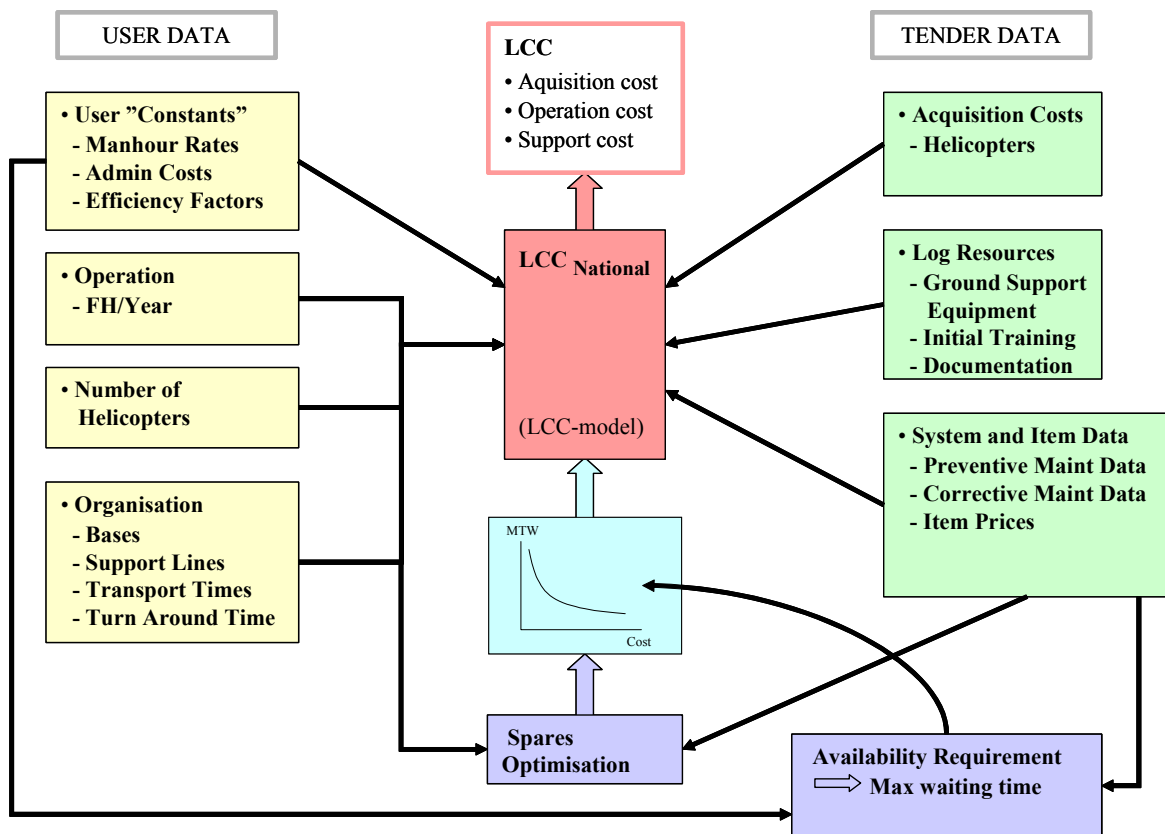 USER DATA
• User ”Constants”
- Manhour Rates
- Admin Costs
- Efficiency Factors
• Operation
- FH/Year
• Number of
Helicopters
• Organisation
- Bases
- Support Lines
- Transport Times
- Turn Around Time
LCC
• Aquisition cost
• Operation cost
• Support cost
LCC National
(LCC-model)
MTW
Cost
Spares
Optimisation
TENDER DATA
• Acquisition Costs
- Helicopters
• Log Resources
- Ground Support
Equipment
- Initial Training
- Documentation
• System and Item Data
- Preventive Maint Data
- Corrective Maint Data
- Item Prices
Availability Requirement
Max waiting time